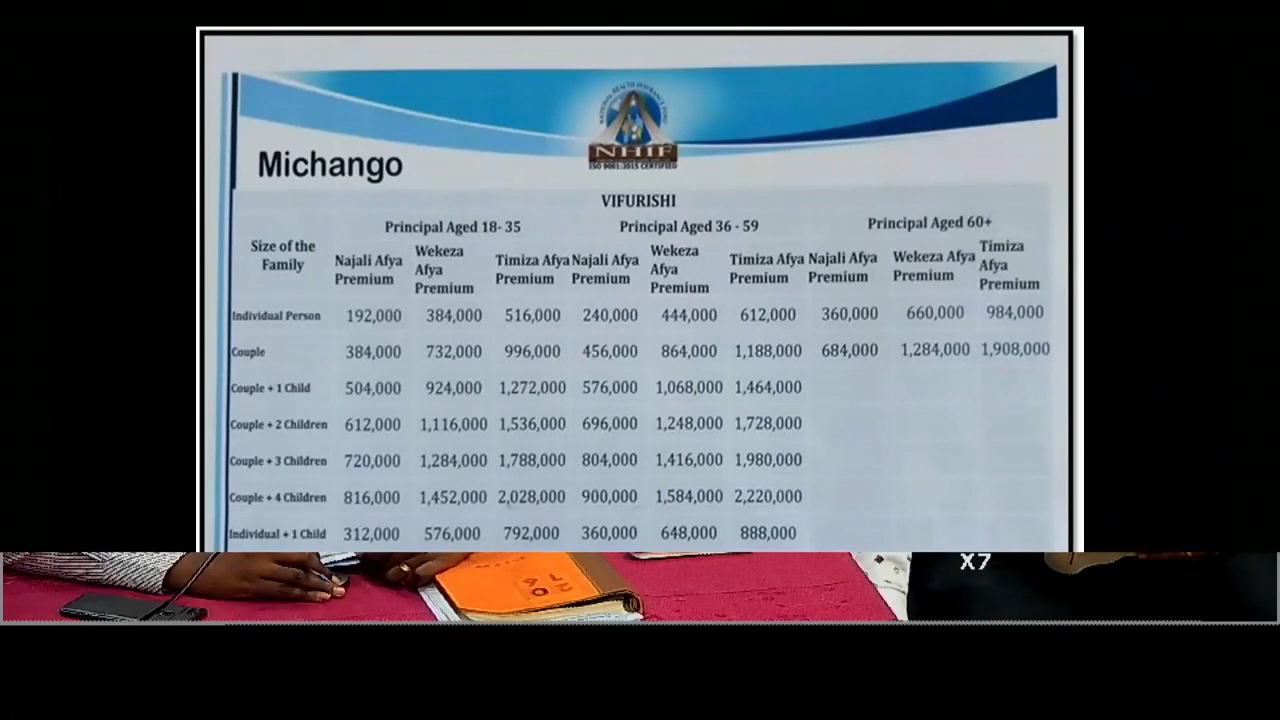 NATIONAL HEALTH INSURANCE FUND
NHIF
ISO 9001:2015 CERTIFIED
Michango
VIFURISHI
Principal Aged 18- 35 Principal Aged 36 - 59 Principal Aged 60+
Size of the Family Najali Afya Premium Wekeza Afya Premium Timiza Afya Premium Najali Afya Premium Wekeza Afya Premium Timiza Afya Premium Najali Afya Premium Wekeza Afya Premium Timiza Afya Premium
Individual Person 192,000 384,000 516,000 240,000 444,000 612,000 360,000 660,000 984,000
Couple 384,000 732,000 996,000 456,000 864,000 1,188,000 684,000 1,284,000 1,908,000
Couple + 1 Child 504,000 924,000 1,272,000 576,000 1,068,000 1,464,000
Couple + 2 Children 612,000 1,116,000 1,536,000 696,000 1,248,000 1,728,000
Couple + 3 Children 720,000 1,284,000 1,788,000 804,000 1,416,000 1,980,000
Couple + 4 Children 816,000 1,452,000 2,028,000 900,000 1,584,000 2,220,000
Individual + 1 Child 312,000 576,000 792,000 360,000 648,000 888,000
X7